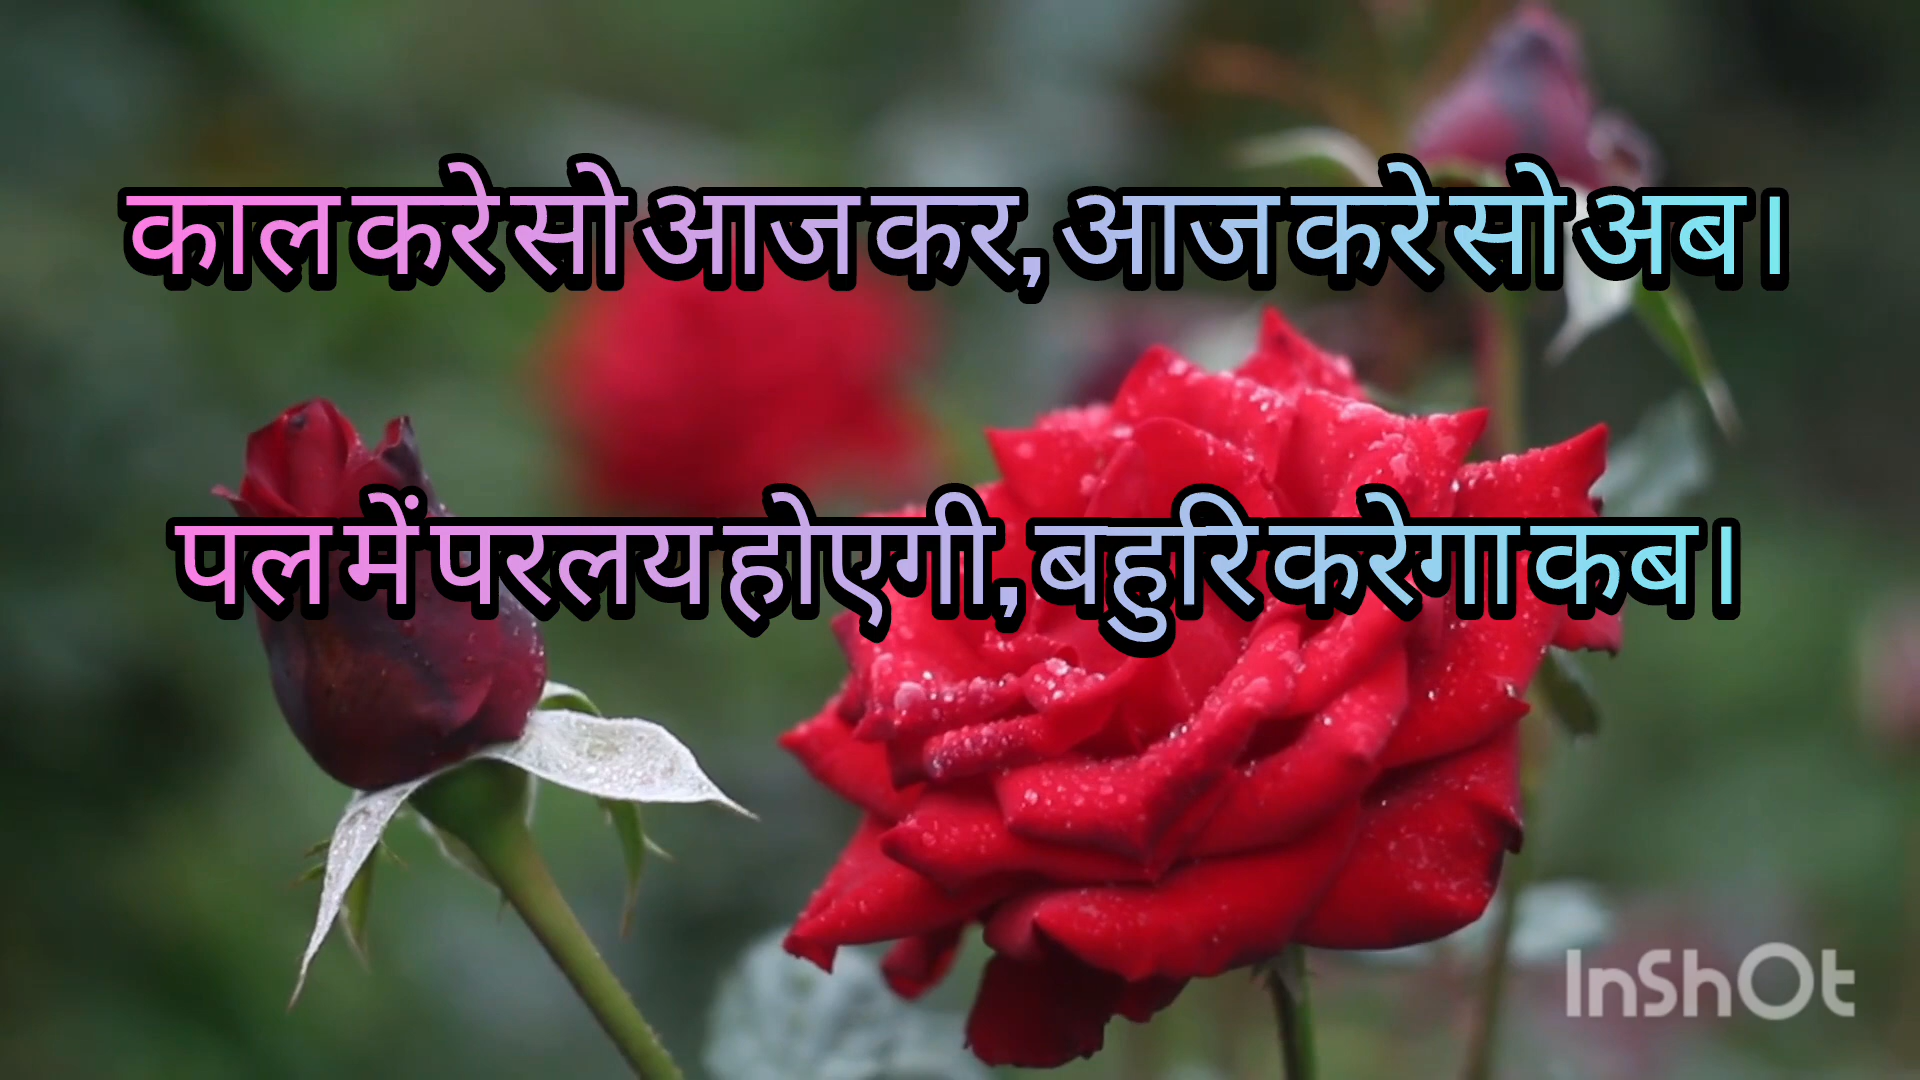 काल करे सो आज कर, आज करे सो अब।
पल में परलय होएगी, बहुरि करेगा कब।
InShOt